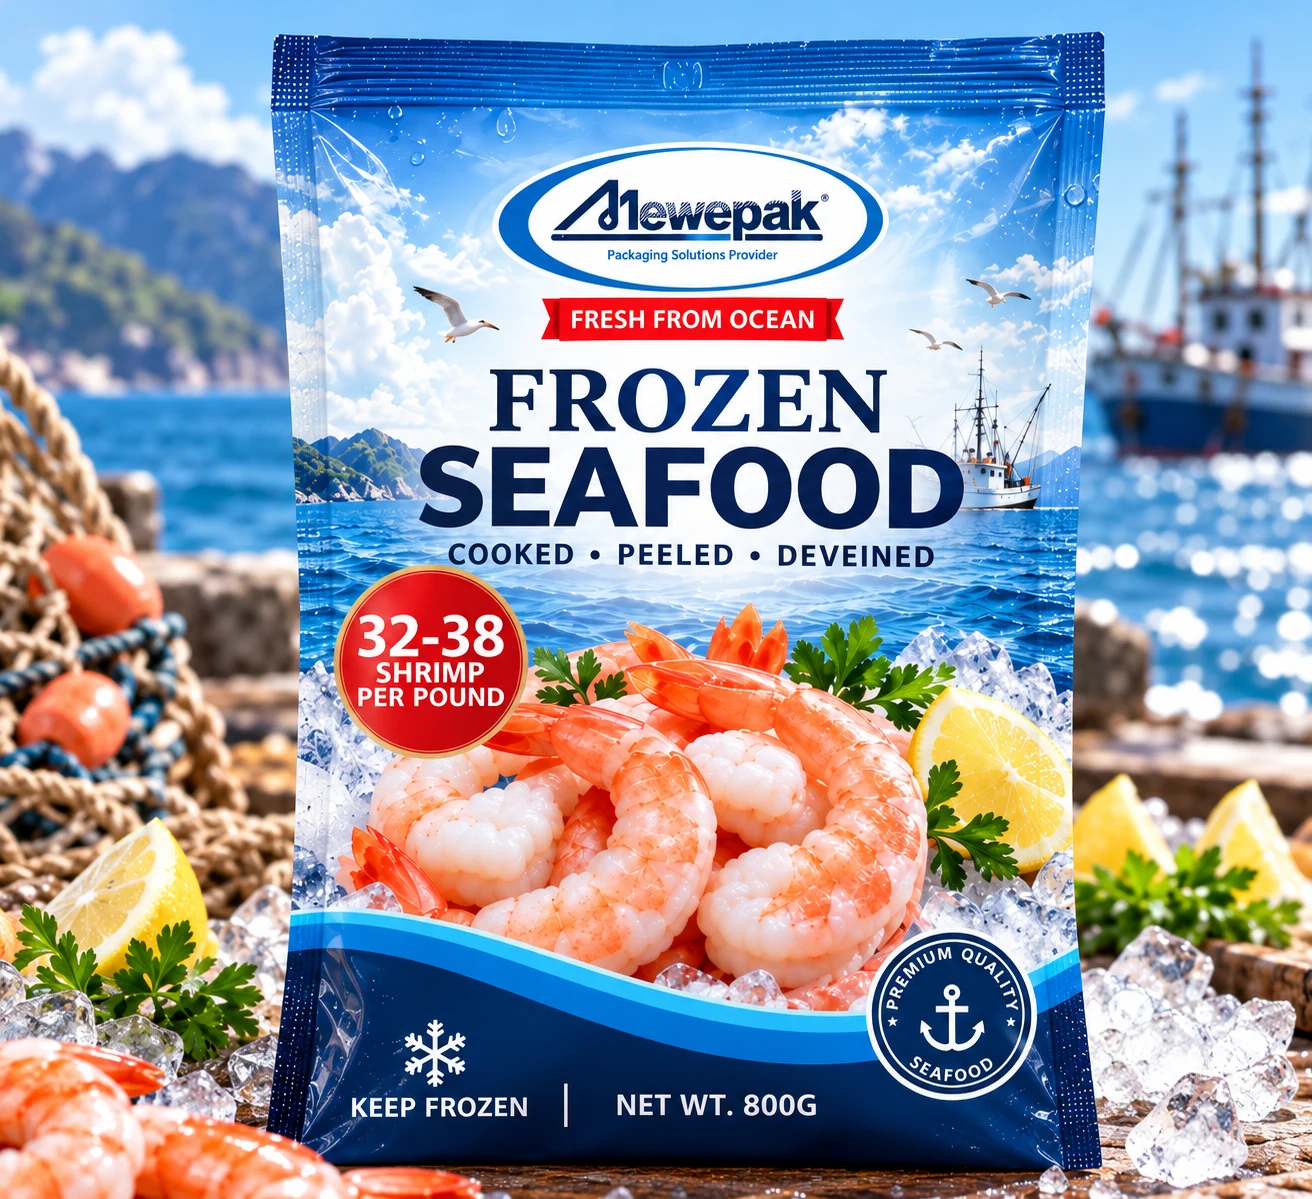 Mewepak®
Packaging Solutions Provider
FRESH FROM OCEAN
FROZEN
SEAFOOD
COOKED • PEELED • DEVEINED
32-38
SHRIMP
PER POUND
PREMIUM QUALITY
SEAFOOD
KEEP FROZEN
NET WT. 800G